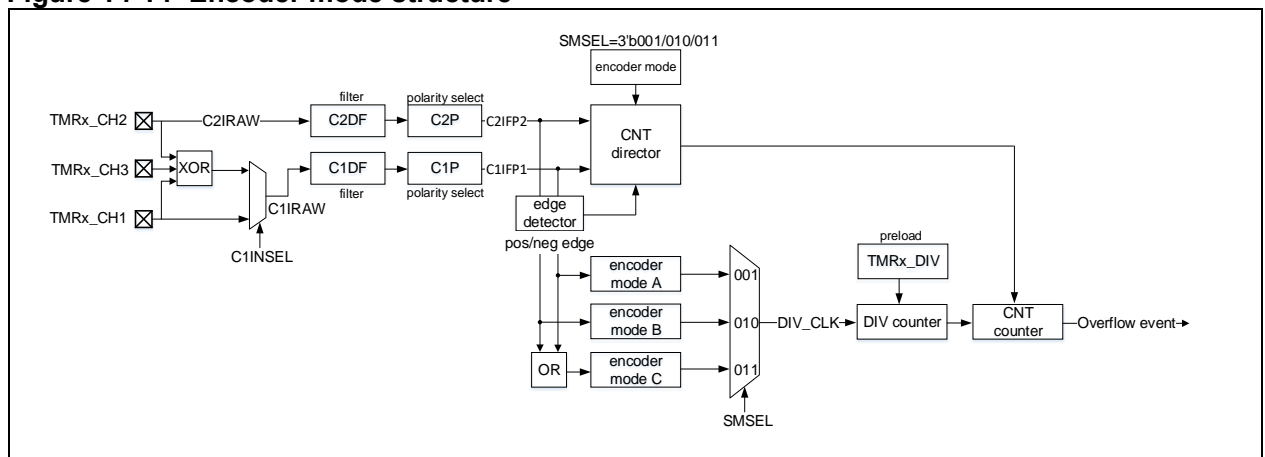 Figure 14-14 Encoder mode structure
SMSEL=3'b001/010/011
encoder mode
filter
polarity select
TMRx_CH2
C2IRAW
C2DF
C2P
C2IFP2
CNT
director
TMRx_CH3
XOR
C1DF
C1P
C1IFP1
C1IRAW
filter
polarity select
TMRx_CH1
edge
detector
C1INSEL
pos/neg edge
preload
encoder
mode A
001
TMRx_DIV
encoder
mode B
010
DIV_CLK
DIV counter
CNT
counter
Overflow event
OR
encoder
mode C
011
SMSEL